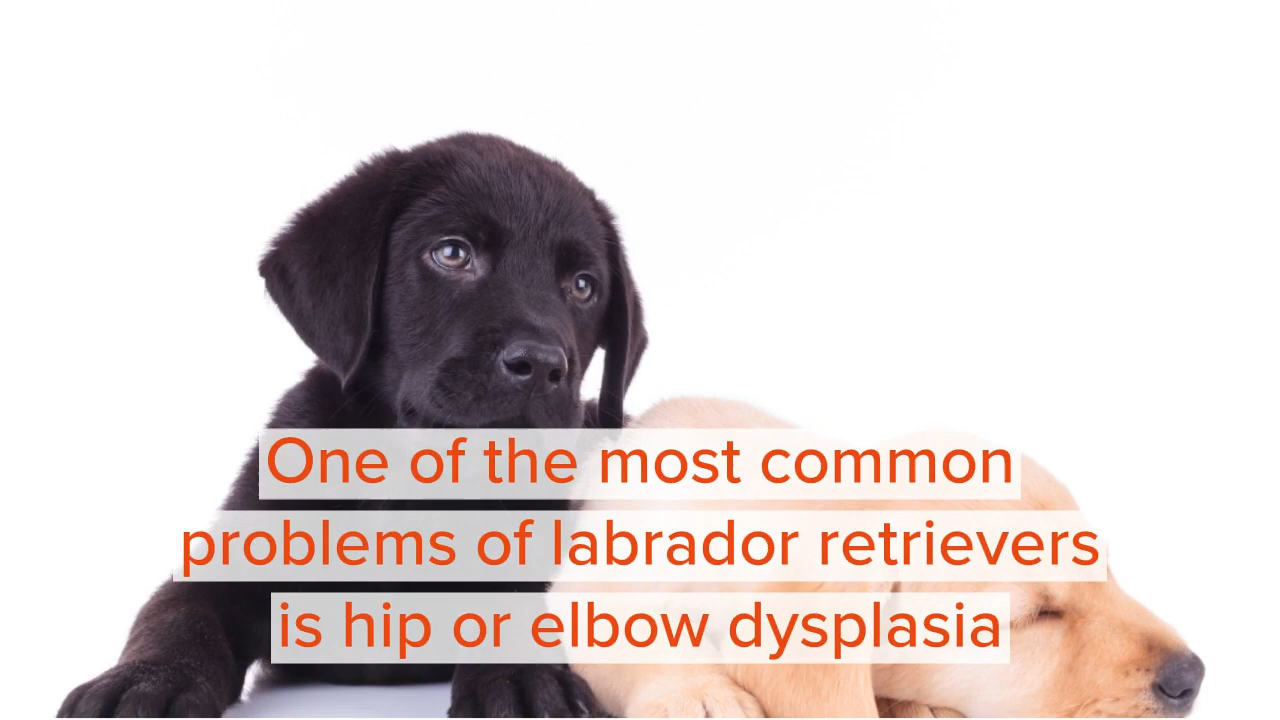 One of the most common
problems of labrador retrievers
is hip or elbow dysplasia